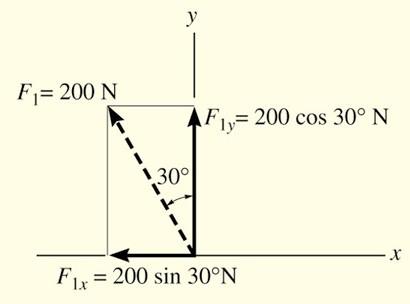 y
F₁= 200 N
F₁y= 200 cos 30° N
30°
x
F₁x = 200 sin 30°N